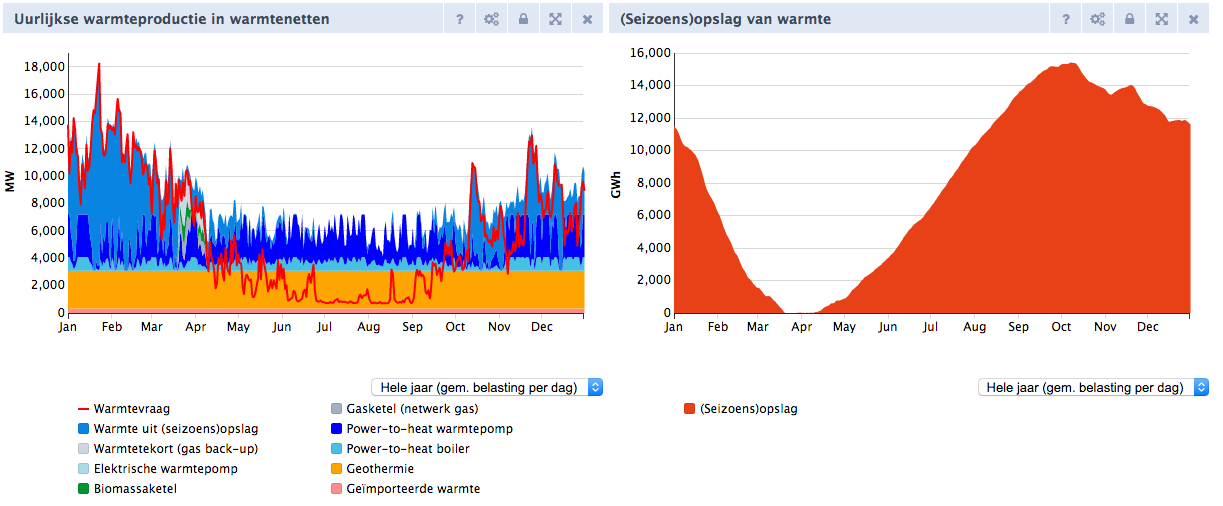 Uurlijkse warmteproductie in warmtenetten
?
MW
18,000
16,000
14,000
12,000
10,000
8,000
6,000
4,000
2,000
0
Jan Feb Mar Apr May Jun Jul Aug Sep Oct Nov Dec
Hele jaar (gem. belasting per dag)
Warmtevraag
Warmte uit (seizoens)opslag
Warmtetekort (gas back-up)
Elektrische warmtepomp
Biomassaketel
Gasketel (netwerk gas)
Power-to-heat warmtepomp
Power-to-heat boiler
Geothermie
Geïmporteerde warmte
(Seizoens)opslag van warmte
?
GWh
16,000
14,000
12,000
10,000
8,000
6,000
4,000
2,000
0
Jan Feb Mar Apr May Jun Jul Aug Sep Oct Nov Dec
Hele jaar (gem. belasting per dag)
(Seizoens)opslag